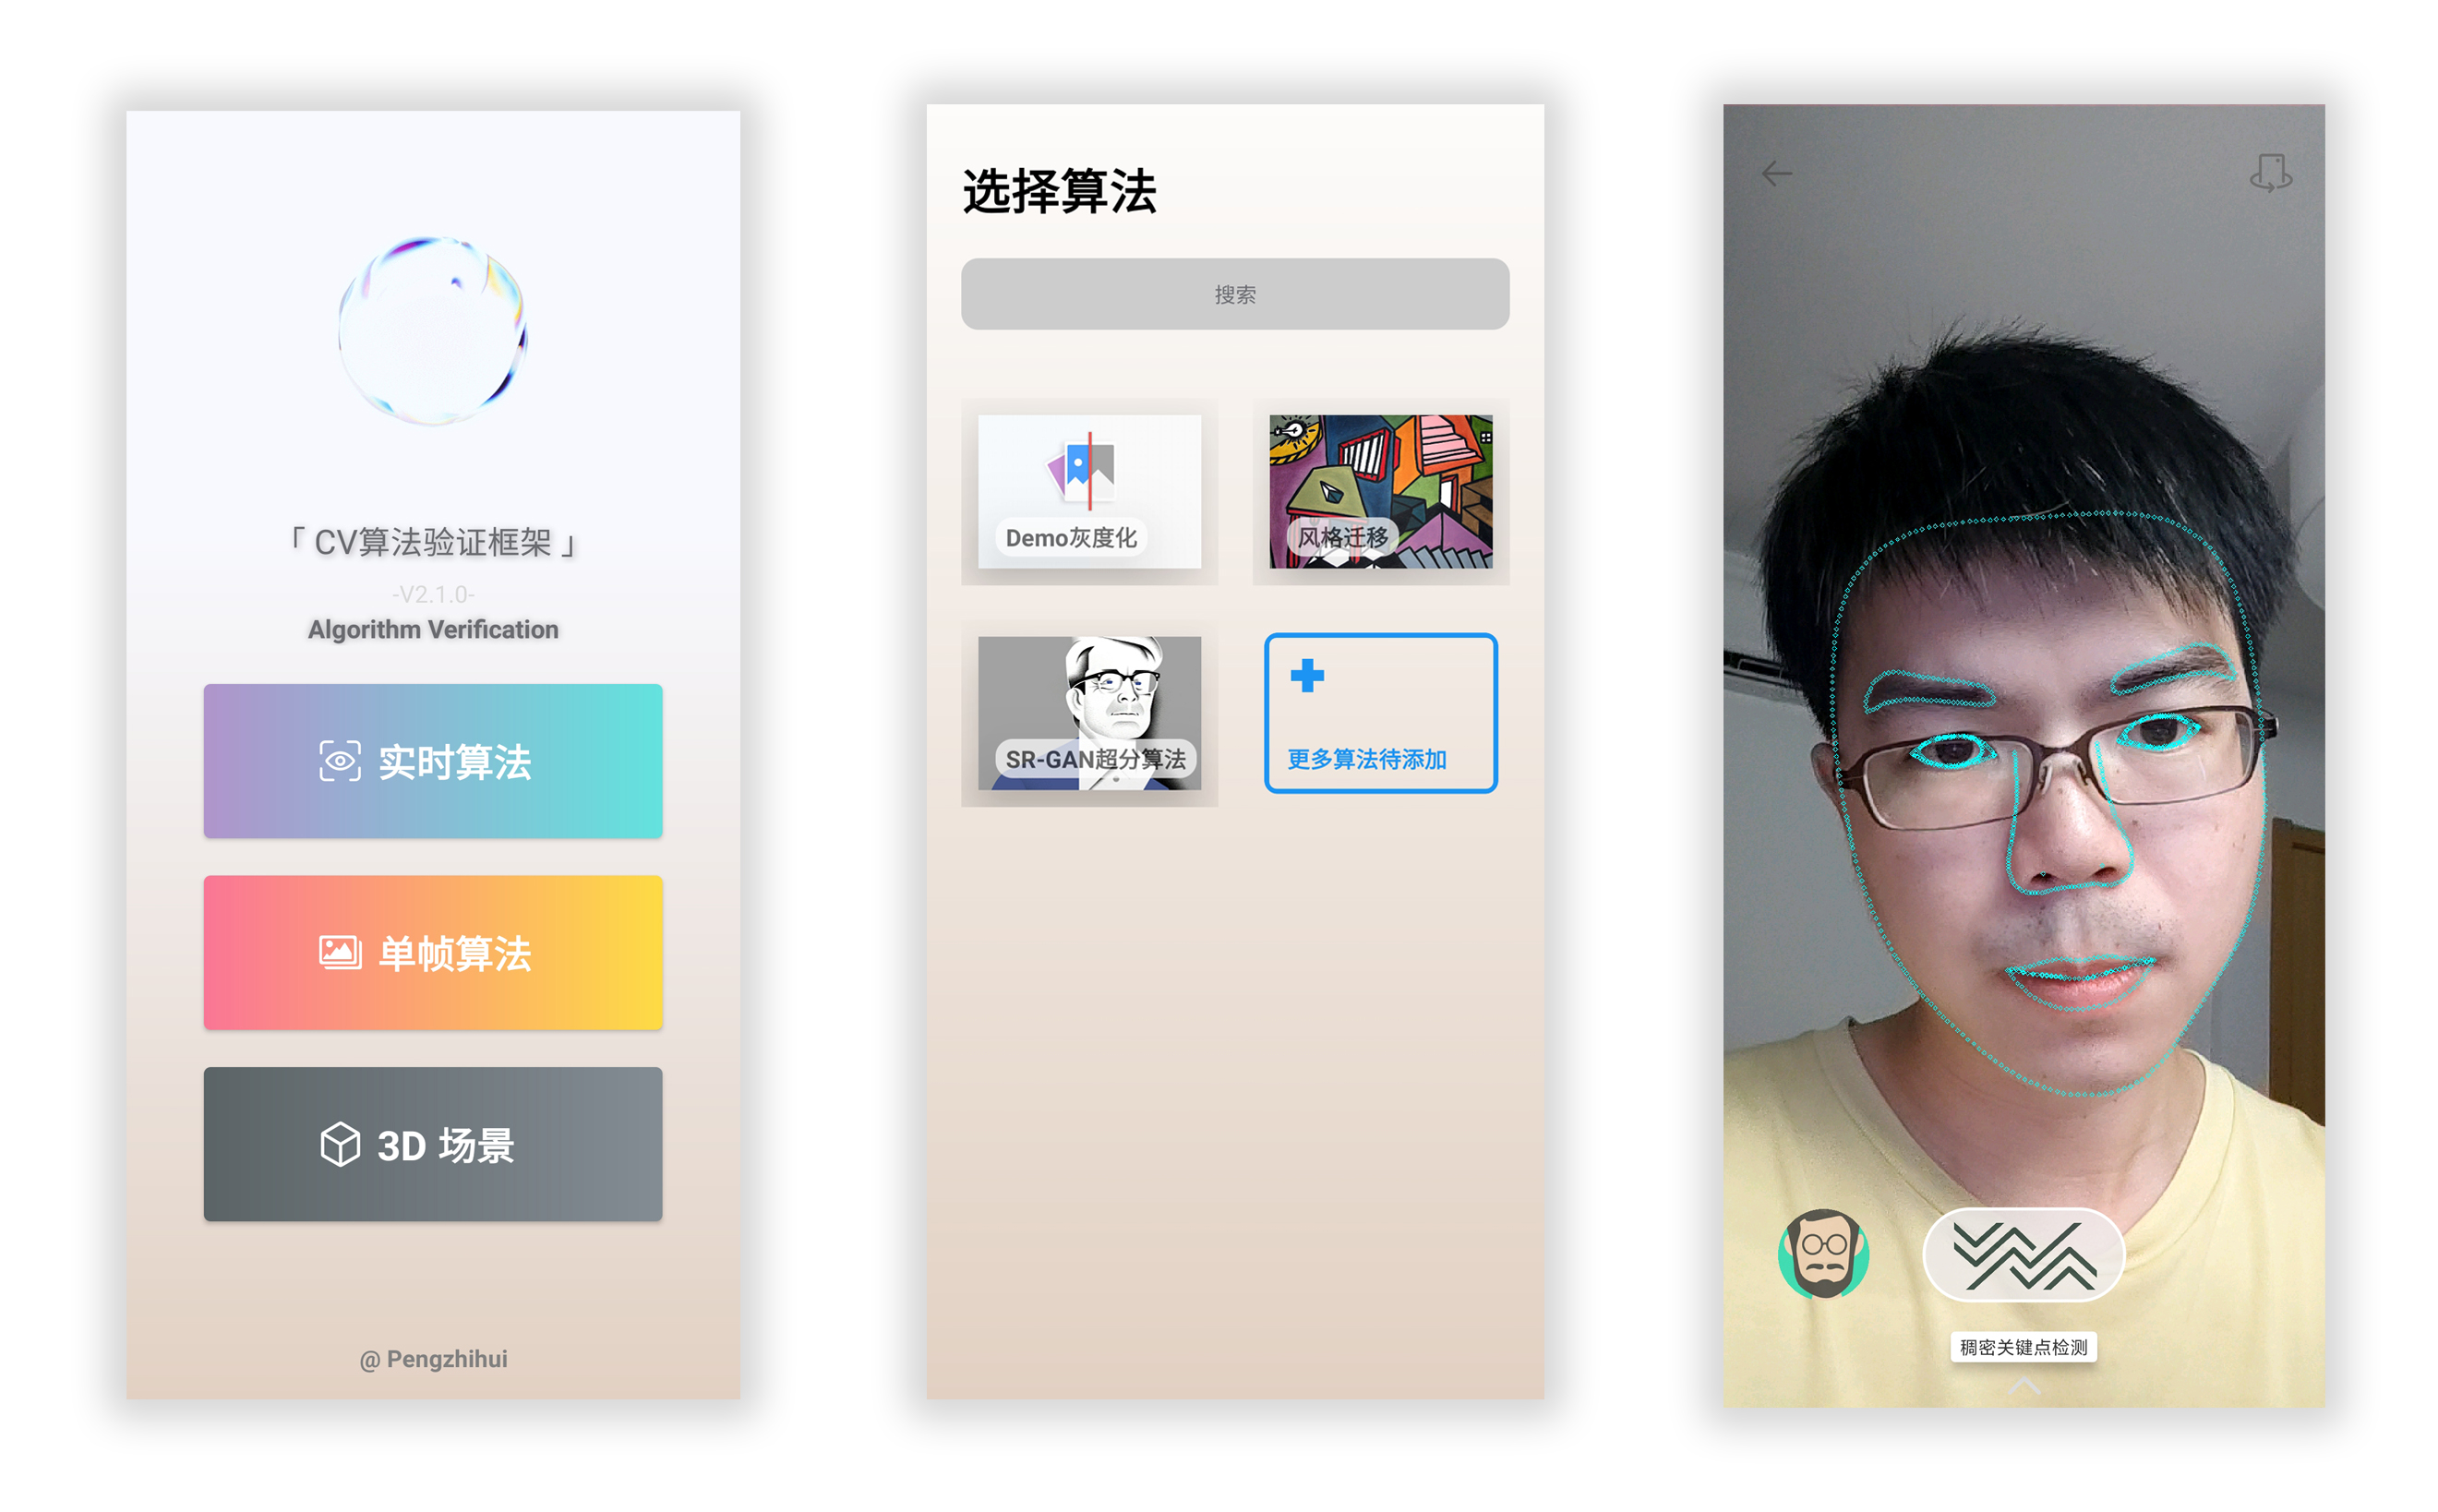 「 CV算法验证框架 」
-V2.1.0-
Algorithm Verification
实时算法
单帧算法
3D 场景
@ Pengzhihui
选择算法
搜索
Demo灰度化
风格迁移
SR-GAN超分算法
更多算法待添加
稠密关键点检测